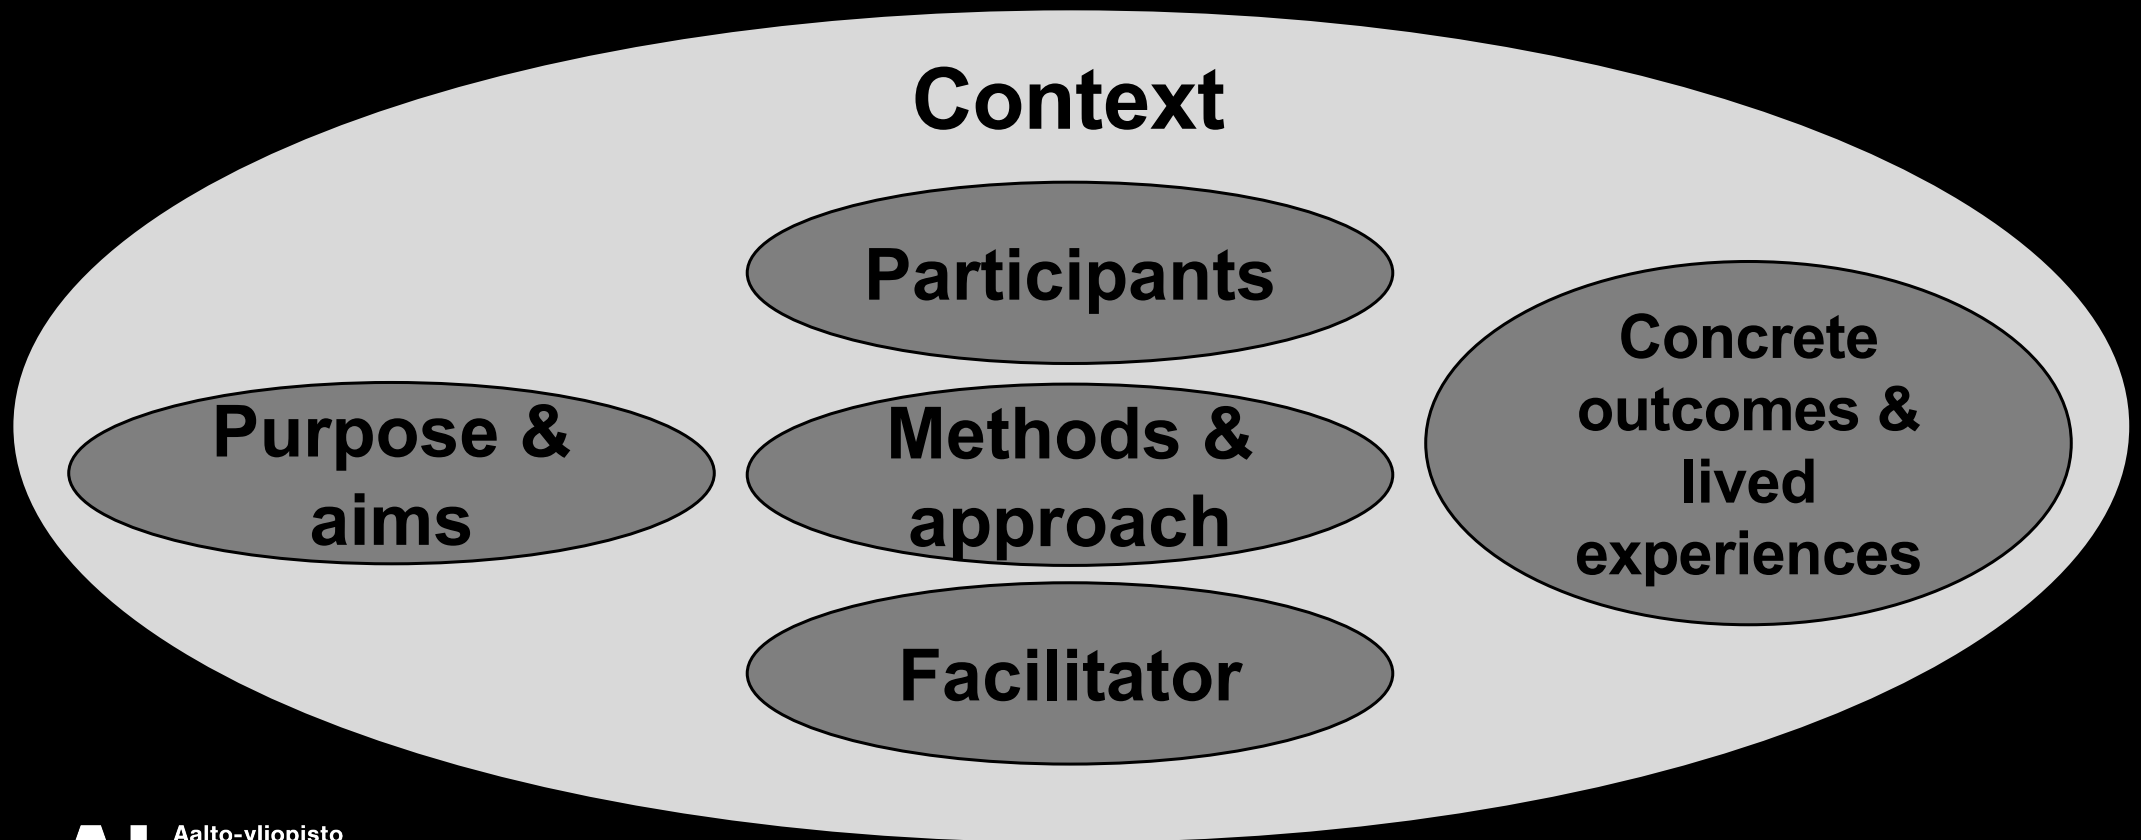 Context
Participants
Purpose &
aims
Methods &
approach
Concrete
outcomes &
lived
experiences
Facilitator
Aalto-yliopisto